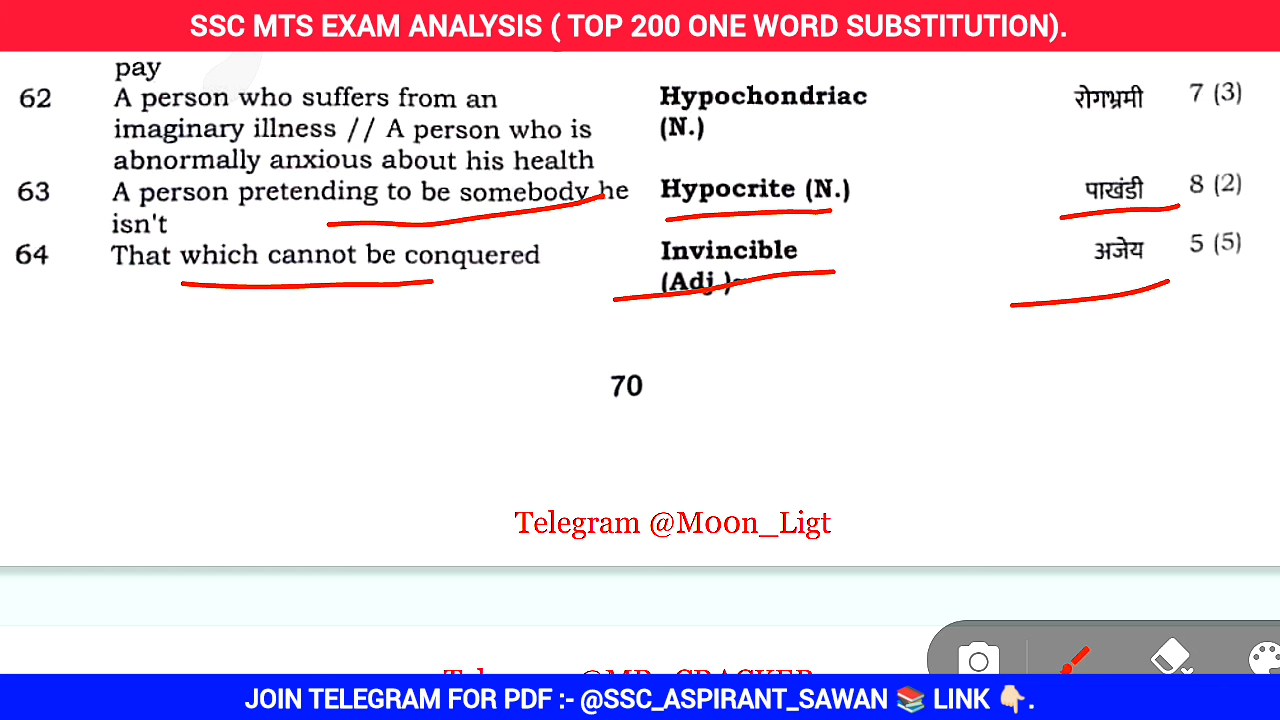 SSC MTS EXAM ANALYSIS ( TOP 200 ONE WORD SUBSTITUTION).
pay
62 A person who suffers from an Hypochondriac रोगभ्रमी 7 (3)
imaginary illness // A person who is (N.)
abnormally anxious about his health
63 A person pretending to be somebody he Hypocrite (N.) पाखंडी 8 (2)
isn't
64 That which cannot be conquered Invincible अजेय 5 (5)
(Adj.)
70
Telegram @M00n_Ligt
JOIN TELEGRAM FOR PDF :- @SSC_ASPIRANT_SAWAN 📚 LINK 👇🏻.